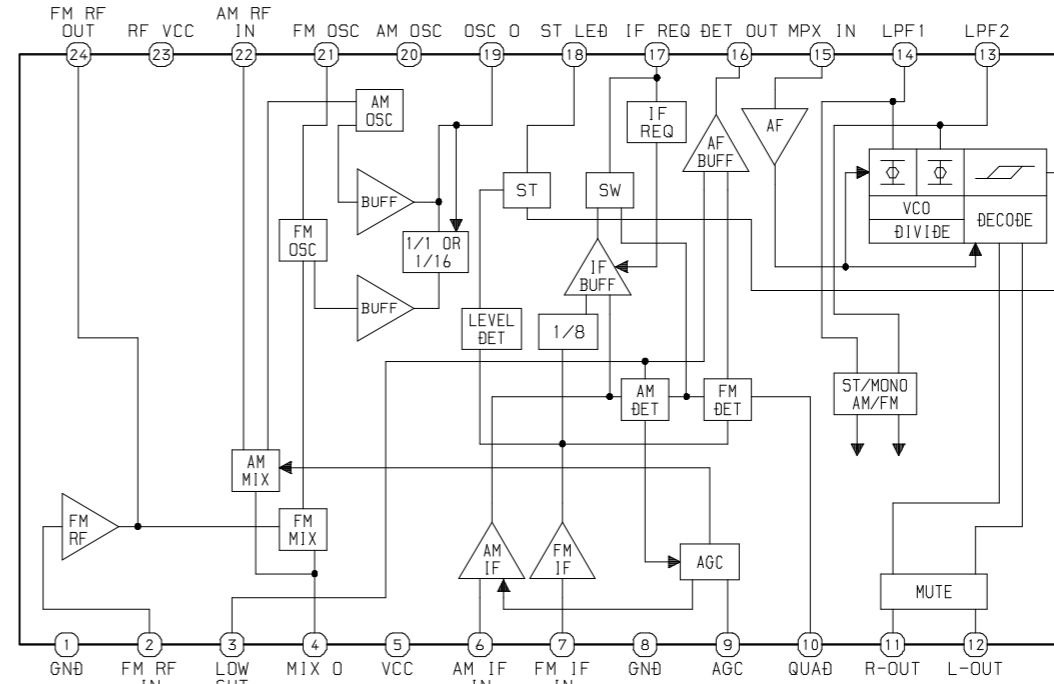 FM RF
OUT
RF VCC
AM RF
IN
FM OSC
AM OSC
OSC O
ST LED
IF REQ
DET OUT
MPX IN
LPF1
LPF2
24
23
22
21
20
19
18
17
16
15
14
13
AM
OSC
IF
REQ
AF
BUFF
AF
BUFF
ST
SW
VCO
DIVIDE
DECODE
FM
OSC
1/1 OR
1/16
IF
BUFF
BUFF
LEVEL
DET
1/8
AM
DET
FM
DET
ST/MONO
AM/FM
AM
MIX
FM
RF
FM
MIX
AM
IF
FM
IF
AGC
MUTE
1
2
3
4
5
6
7
8
9
10
11
12
GND
FM RF
IN
LOW
CUT
MIX O
VCC
AM IF
IN
FM IF
IN
GND
AGC
QUAD
R-OUT
L-OUT